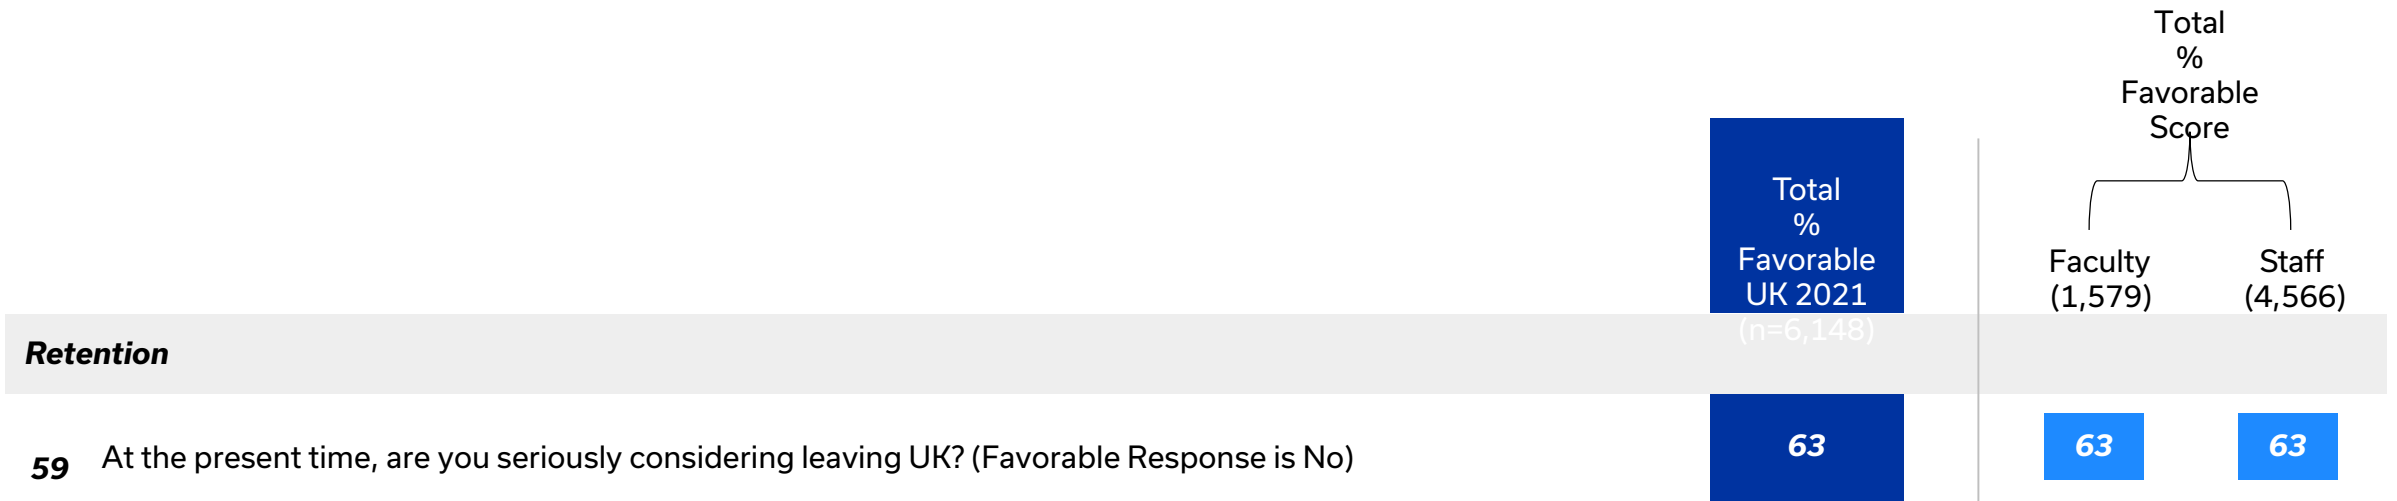 Total
%
Favorable
Score
Total
%
Favorable
UK 2021
(n=6,148)
Faculty
(1,579)
Staff
(4,566)
Retention
59 At the present time, are you seriously considering leaving UK? (Favorable Response is No) 63 63 63